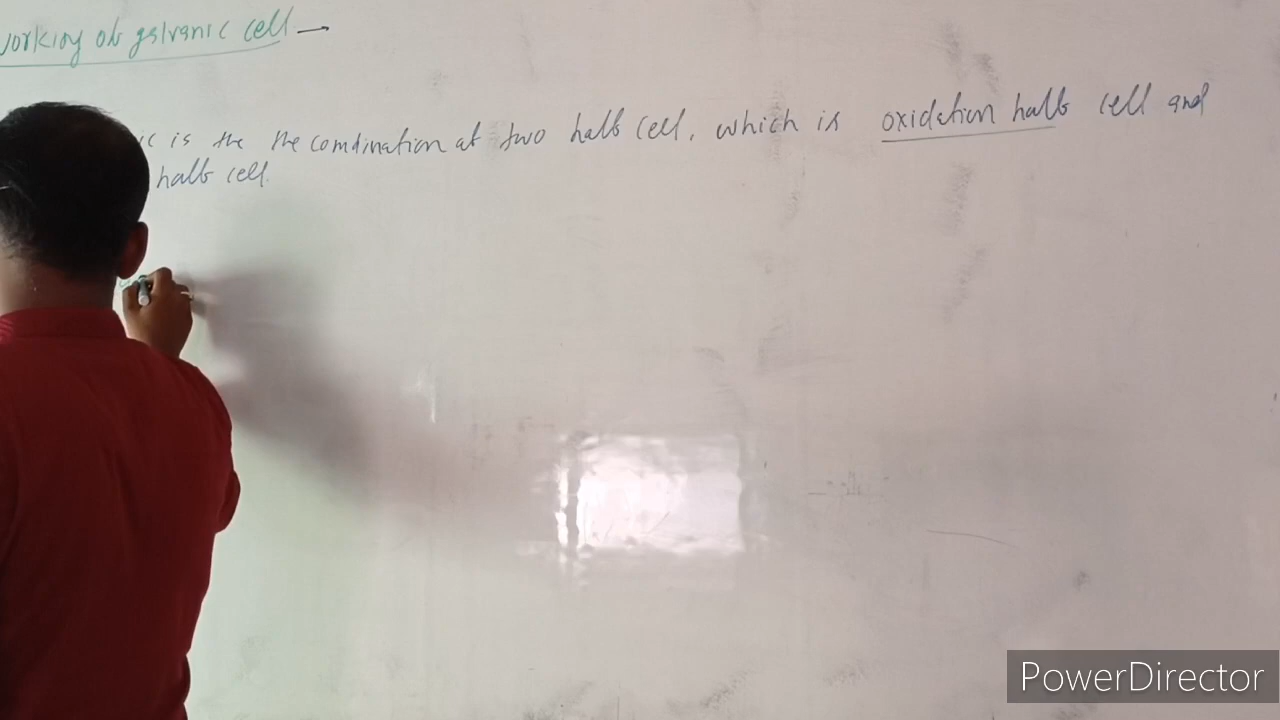 working of galvanic cell →
is the the combination of two half cell. which is oxidation half cell and
half cell.
PowerDirector